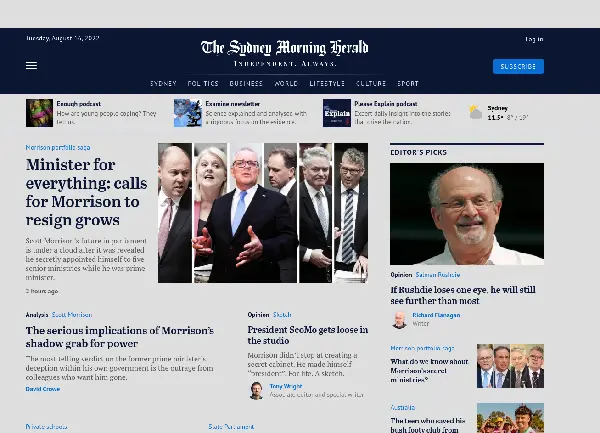 Tuesday, August 16, 2022
Log in
The Sydney Morning Herald
INDEPENDENT. ALWAYS.
SUBSCRIBE
SYDNEY POLITICS BUSINESS WORLD LIFESTYLE CULTURE SPORT
Enough podcast
How are young people coping? They
tell us.
Examine newsletter
Science explained and analysed with
a rigorous focus on the evidence.
Please Explain podcast
Explain
Expert daily insight into the stories
that drive the nation.
Sydney
11.5° 8° / 19°
Morrison portfolio saga
Minister for
everything: calls
for Morrison to
resign grows
Scott Morrison's future in parliament
is under a cloud after it was revealed
he secretly appointed himself to five
senior ministries while he was prime
minister.
2 hours ago
EDITOR'S PICKS
Opinion Salman Rushdie
If Rushdie loses one eye, he will still
see further than most
Richard Flanagan
Writer
Analysis Scott Morrison
The serious implications of Morrison's
shadow grab for power
The most telling verdict on the former prime minister's
deception within his own government is the outrage from
colleagues who want him gone.
David Crowe
Opinion Sketch
President ScoMo gets loose in
the studio
Morrison didn't stop at creating a
secret cabinet. He made himself
"president". For life. A sketch.
Tony Wright
Associate editor and special writer
Morrison portfolio saga
What do we know about
Morrison's secret
ministries?
Australia
The teen who saved his
bush footy club from
Private schools
State Parliament